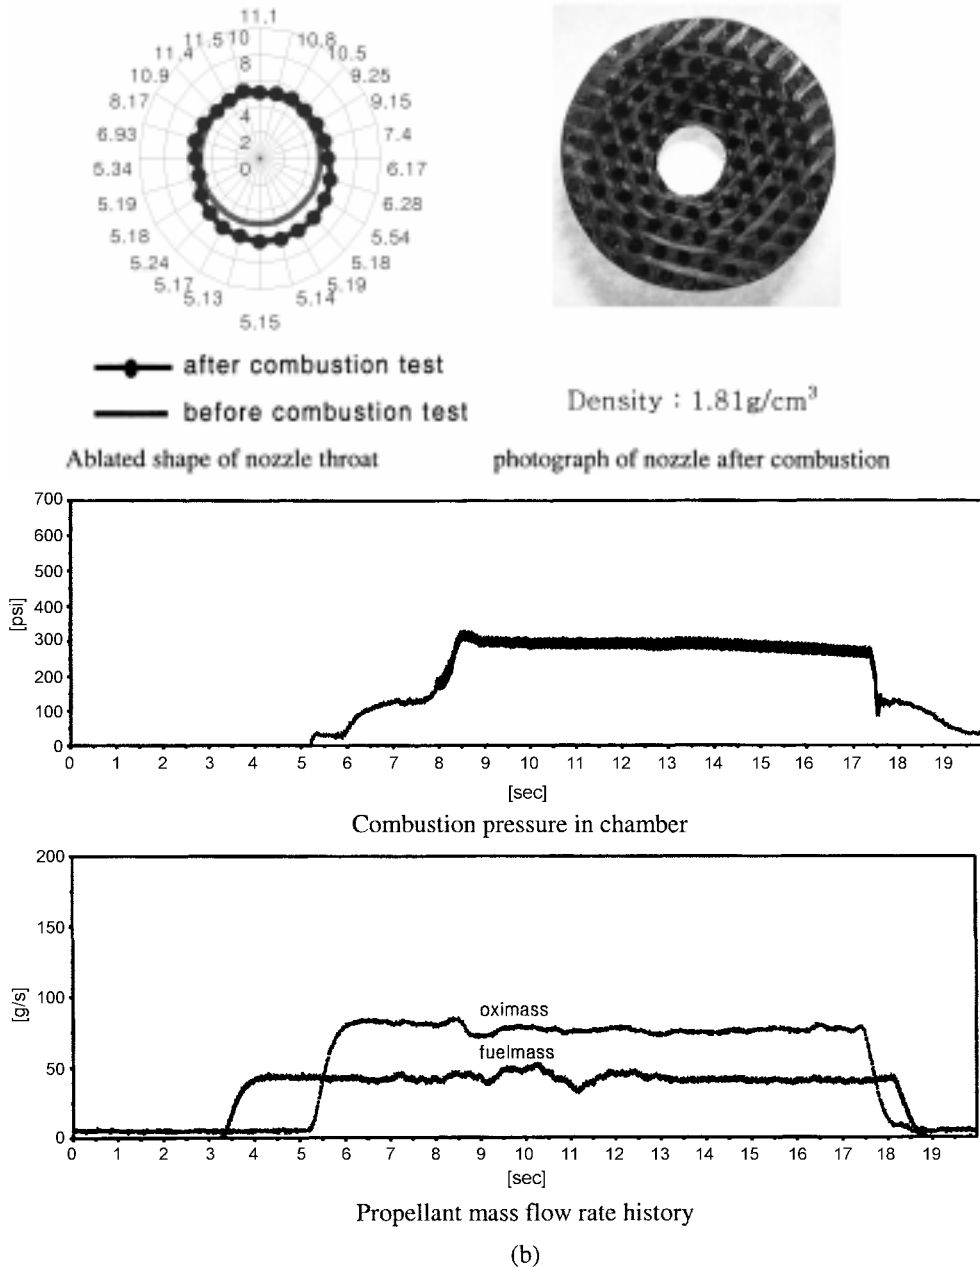 11.1
11.5 10 10.8
11.4 8 10.5
10.9 9.25
8.17 9.15
6.93 4 7.4
5.34 2 6.17
0
5.19 6.28
5.18 5.54
5.24 5.18
5.17 5.19
5.13 5.14
5.15
after combustion test
before combustion test
Density : 1.81g/cm³
Ablated shape of nozzle throat
photograph of nozzle after combustion
700
600
500
400
300
200
100
0
[psi]
0 1 2 3 4 5 6 7 8 9 10 11 12 13 14 15 16 17 18 19
[sec]
Combustion pressure in chamber
200
150
100
50
0
[g/s]
oximass
fuelmass
0 1 2 3 4 5 6 7 8 9 10 11 12 13 14 15 16 17 18 19
[sec]
Propellant mass flow rate history
(b)